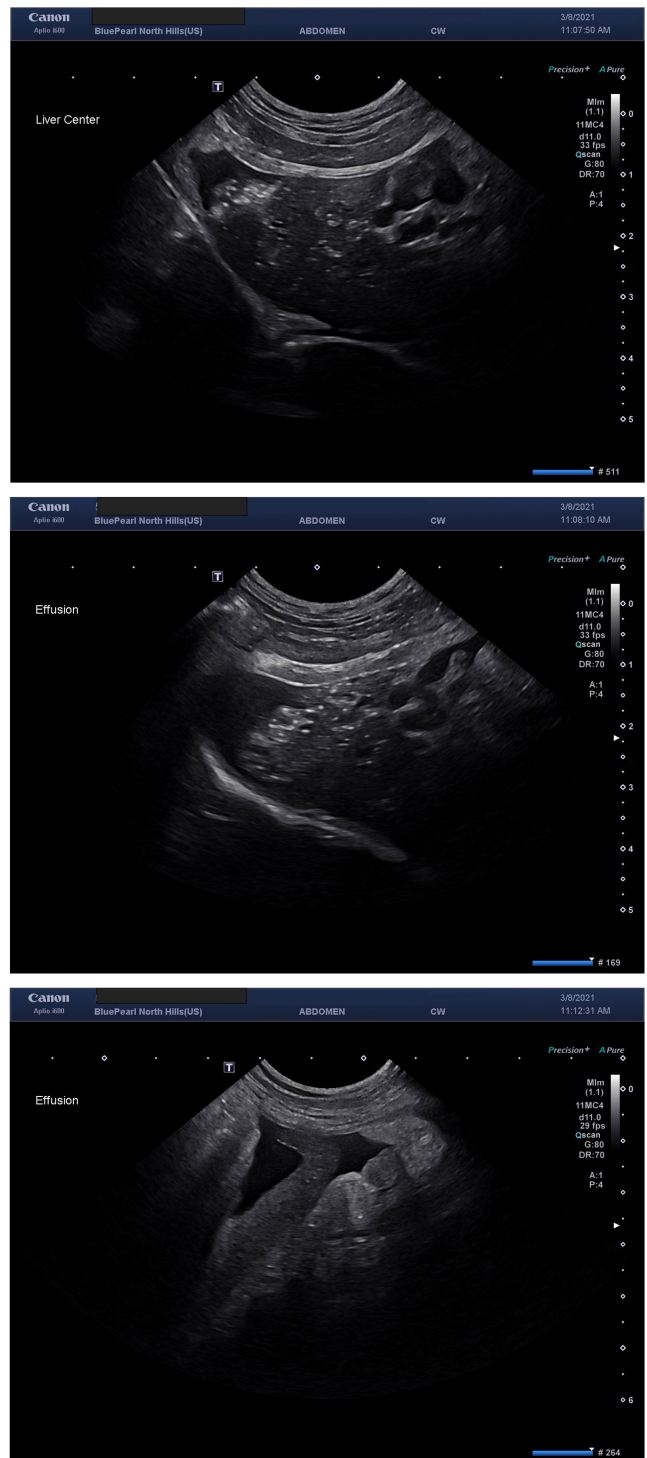 Canon
3/8/2021
Aplio i600 BluePearl North Hills(US) ABDOMEN CW 11:07:50 AM
Precision+ A Pure
T
Liver Center
MIm
(1.1)
0
11MC4
d11.0
33 fps
Qscan
G:80
DR:70
1
A:1
P:4
2
3
4
5
# 511
Canon
3/8/2021
Aplio i600 BluePearl North Hills(US) ABDOMEN CW 11:08:10 AM
Precision+ A Pure
T
Effusion
MIm
(1.1)
0
11MC4
d11.0
33 fps
Qscan
G:80
DR:70
1
A:1
P:4
2
3
4
5
# 169
Canon
3/8/2021
Aplio i600 BluePearl North Hills(US) ABDOMEN CW 11:12:31 AM
Precision+ A Pure
T
Effusion
MIm
(1.1)
0
11MC4
d11.0
29 fps
Qscan
G:80
DR:70
A:1
P:4
6
# 264